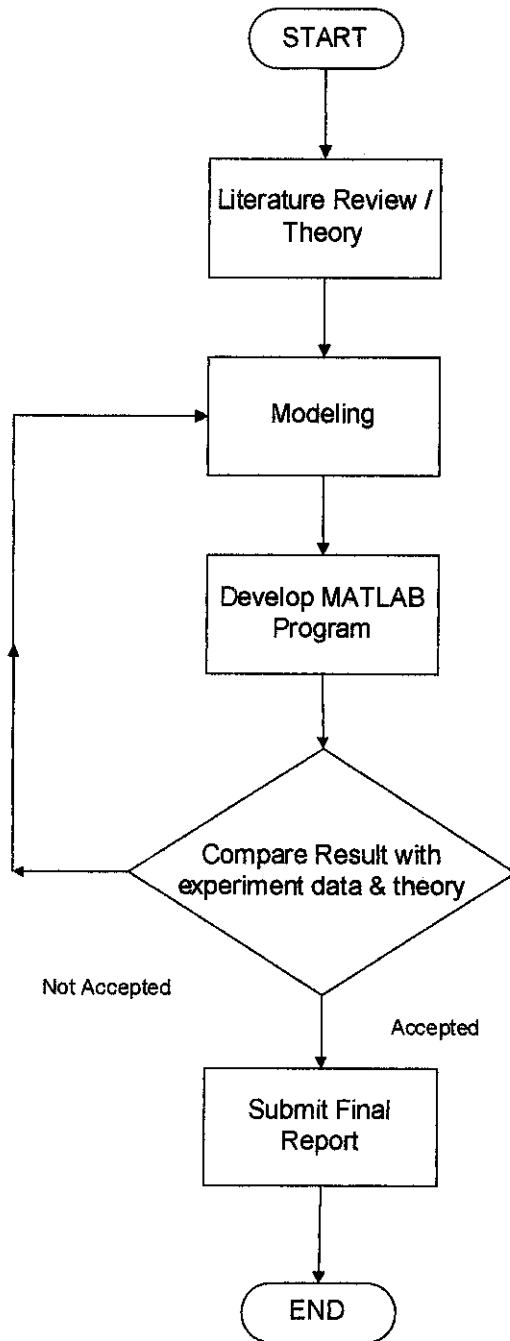 START
Literature Review /
Theory
Modeling
Develop MATLAB
Program
Compare Result with
experiment data & theory
Not Accepted
Accepted
Submit Final
Report
END